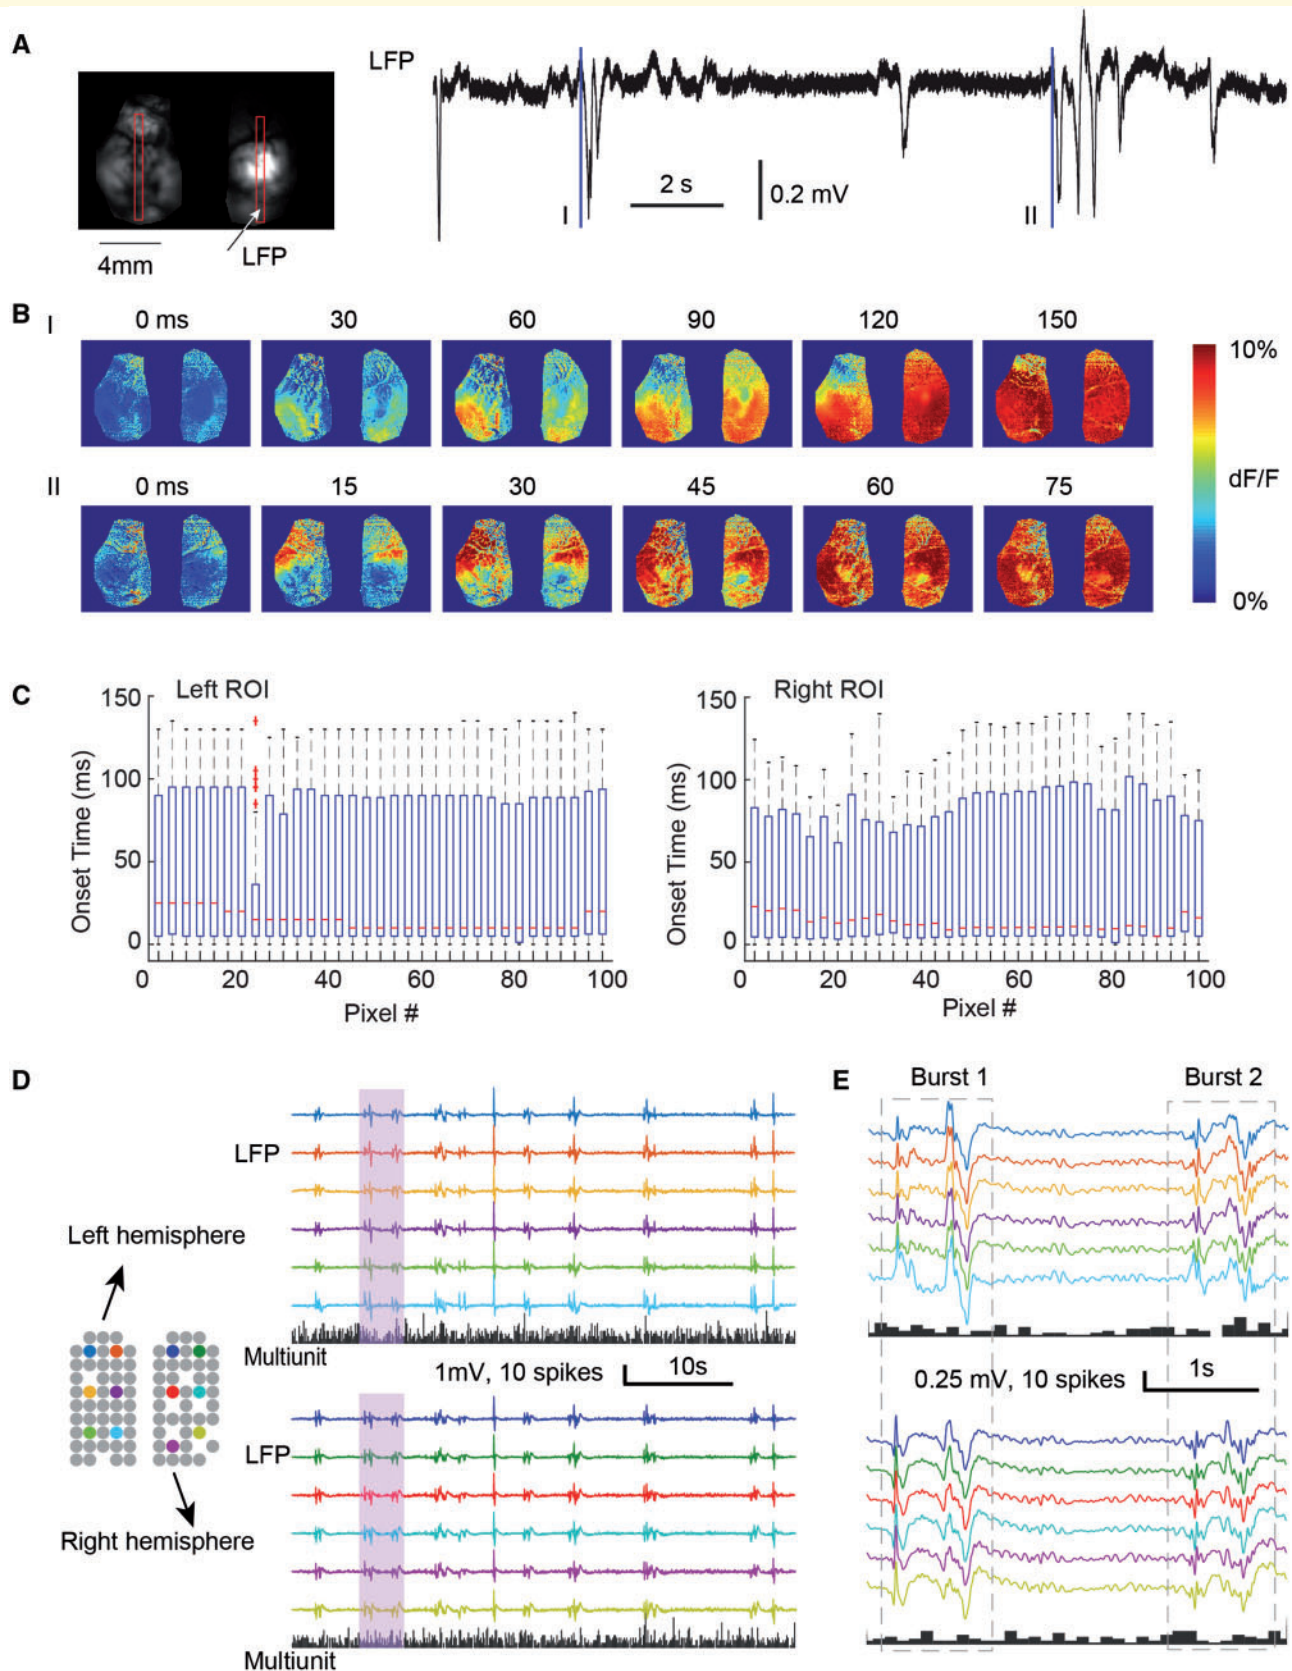 A
LFP
I
2 s
0.2 mV
II
4mm
LFP
B
I
0 ms 30 60 90 120 150
10%
dF/F
0%
II
0 ms 15 30 45 60 75
C
Left ROI
Onset Time (ms)
150
100
50
0
0 20 40 60 80 100
Pixel #
Right ROI
Onset Time (ms)
150
100
50
0
0 20 40 60 80 100
Pixel #
D
LFP
Left hemisphere
Multiunit
1mV, 10 spikes 10s
LFP
Right hemisphere
Multiunit
E
Burst 1 Burst 2
0.25 mV, 10 spikes 1s